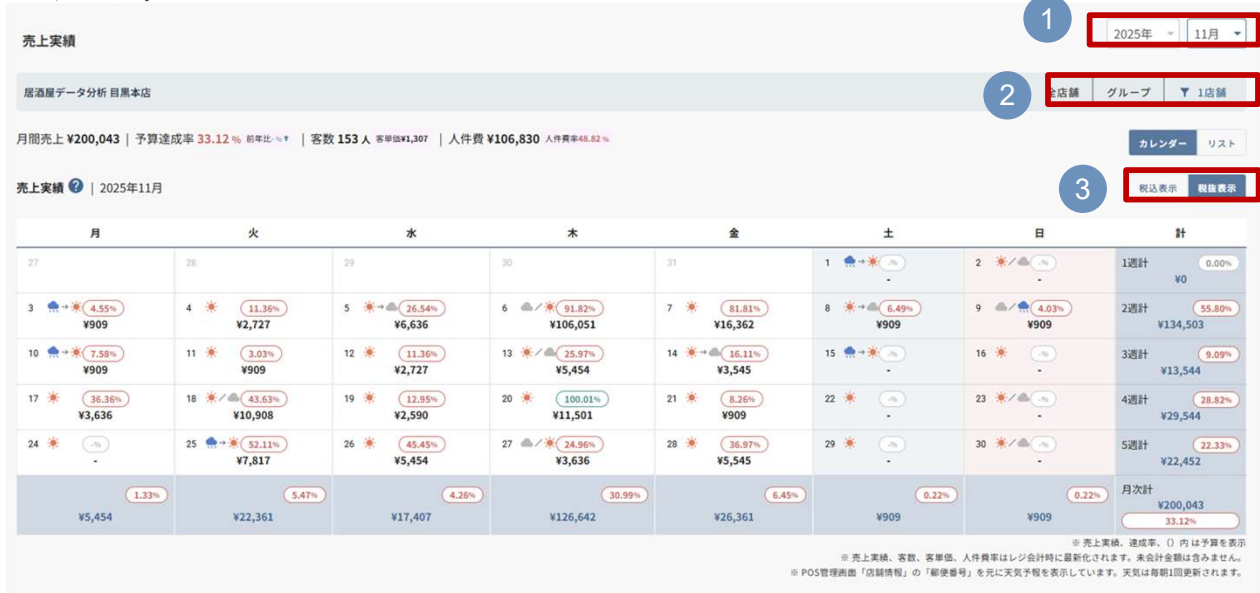 1
売上実績 2025年 11月
居酒屋データ分析 目黒本店 2 全店舗 グループ 1店舗
月間売上 ¥200,043 | 予算達成率 33.12 % 前年比-%↑ | 客数 153 人 客単価¥1,307 | 人件費 ¥106,830 人件費率48.82 %
カレンダー リスト
売上実績 ? | 2025年11月 3 税込表示 税抜表示
月 火 水 木 金 土 日 計
27 28 29 30 31 1 → -% 2 / -% 1週計 0.00%
- - ¥0
3 → 4.55% 4 11.36% 5 → 26.54% 6 / 91.82% 7 81.81% 8 → 6.49% 9 / 4.03% 2週計 55.80%
¥909 ¥2,727 ¥6,636 ¥106,051 ¥16,362 ¥909 ¥909 ¥134,503
10 → 7.58% 11 3.03% 12 11.36% 13 / 25.97% 14 → 16.11% 15 → -% 16 -% 3週計 9.09%
¥909 ¥909 ¥2,727 ¥5,454 ¥3,545 - - ¥13,544
17 36.36% 18 / 43.63% 19 12.95% 20 100.01% 21 8.26% 22 -% 23 / -% 4週計 28.82%
¥3,636 ¥10,908 ¥2,590 ¥11,501 ¥909 - - ¥29,544
24 -% 25 → 52.11% 26 45.45% 27 / 24.96% 28 36.97% 29 -% 30 / -% 5週計 22.33%
- ¥7,817 ¥5,454 ¥3,636 ¥5,545 - - ¥22,452
1.33% 5.47% 4.26% 30.99% 6.45% 0.22% 0.22% 月次計
¥5,454 ¥22,361 ¥17,407 ¥126,642 ¥26,361 ¥909 ¥909 ¥200,043
33.12%
※ 売上実績、達成率、() 内 は予算を表示
※ 売上実績、客数、客単価、人件費率はレジ会計時に最新化されます。未会計金額は含みません。
※ POS管理画面「店舗情報」の「郵便番号」を元に天気予報を表示しています。天気は毎朝1回更新されます。